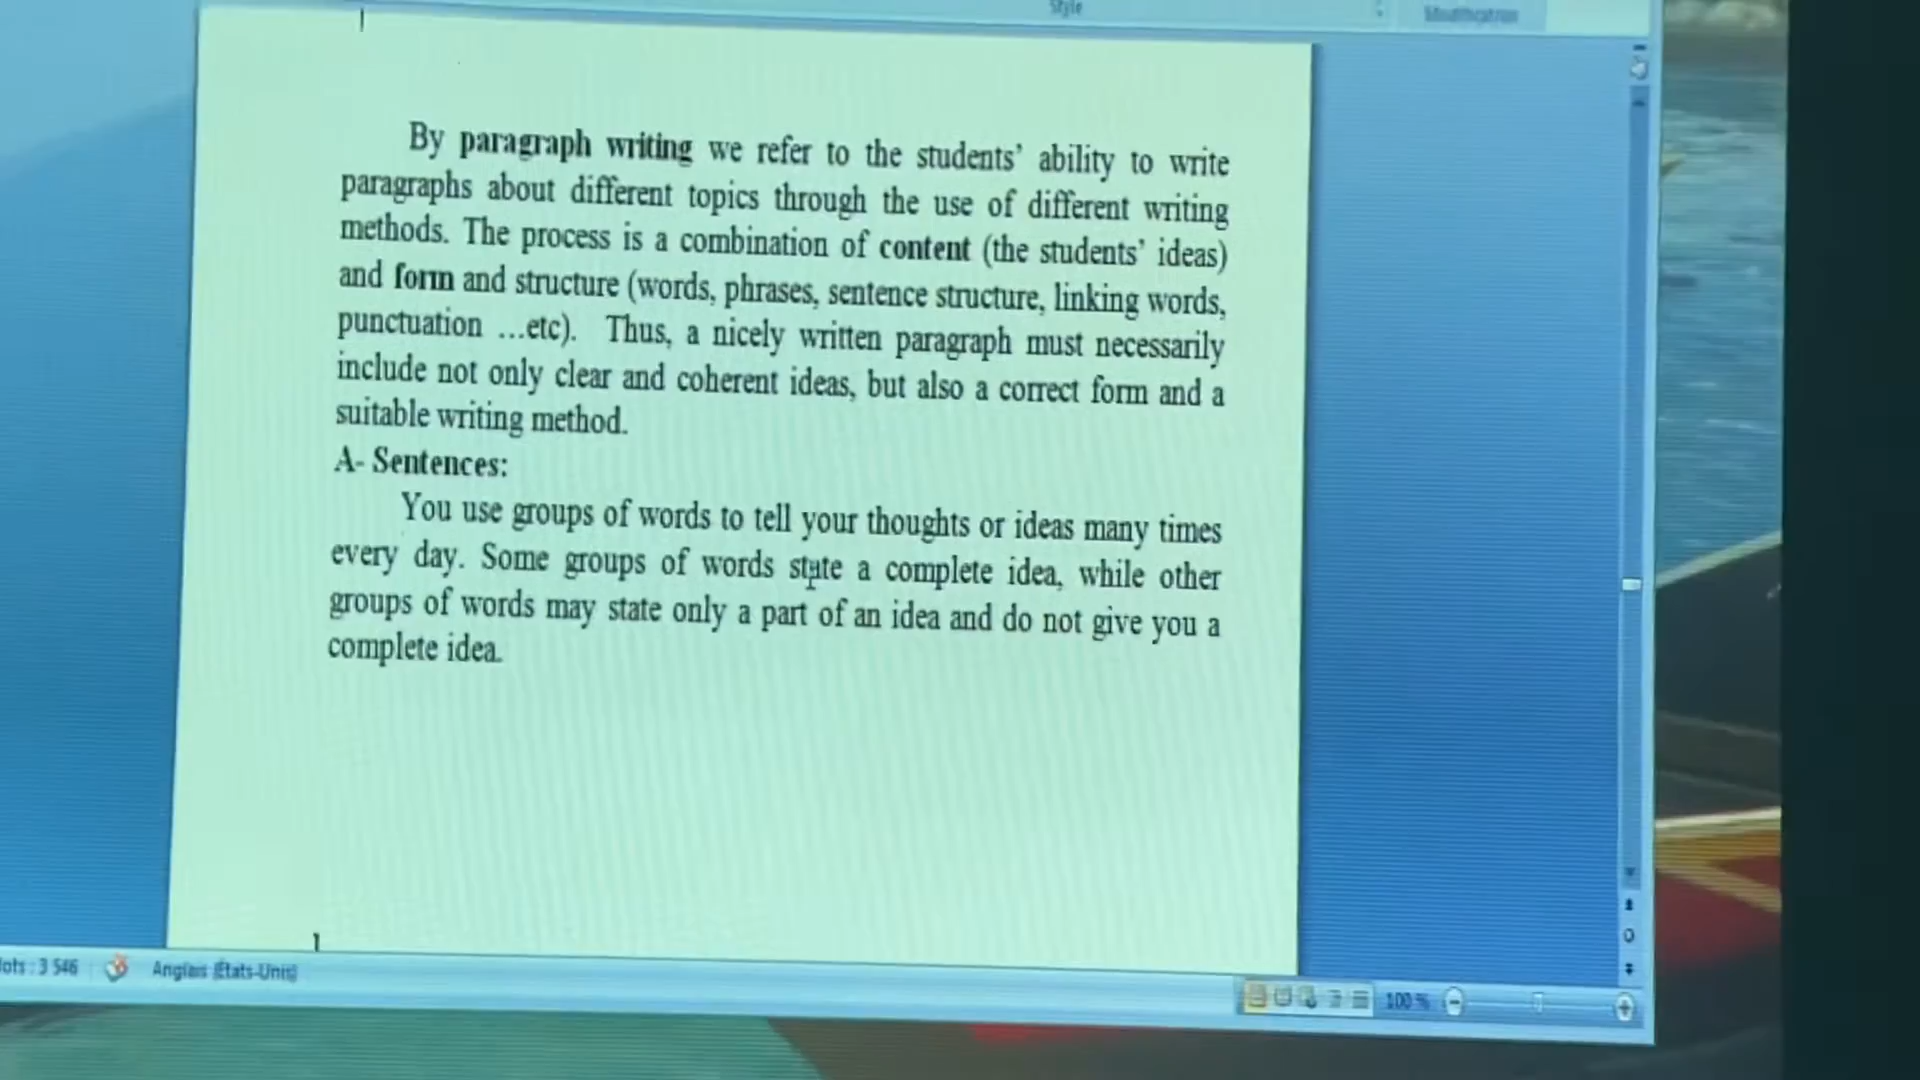 Style
Modification
By paragraph writing we refer to the students' ability to write
paragraphs about different topics through the use of different writing
methods. The process is a combination of content (the students' ideas)
and form and structure (words, phrases, sentence structure, linking words,
punctuation ...etc). Thus, a nicely written paragraph must necessarily
include not only clear and coherent ideas, but also a correct form and a
suitable writing method.
A- Sentences:
You use groups of words to tell your thoughts or ideas many times
every day. Some groups of words state a complete idea, while other
groups of words may state only a part of an idea and do not give you a
complete idea.
lots : 3 546 Anglais (États-Unis) 100 %